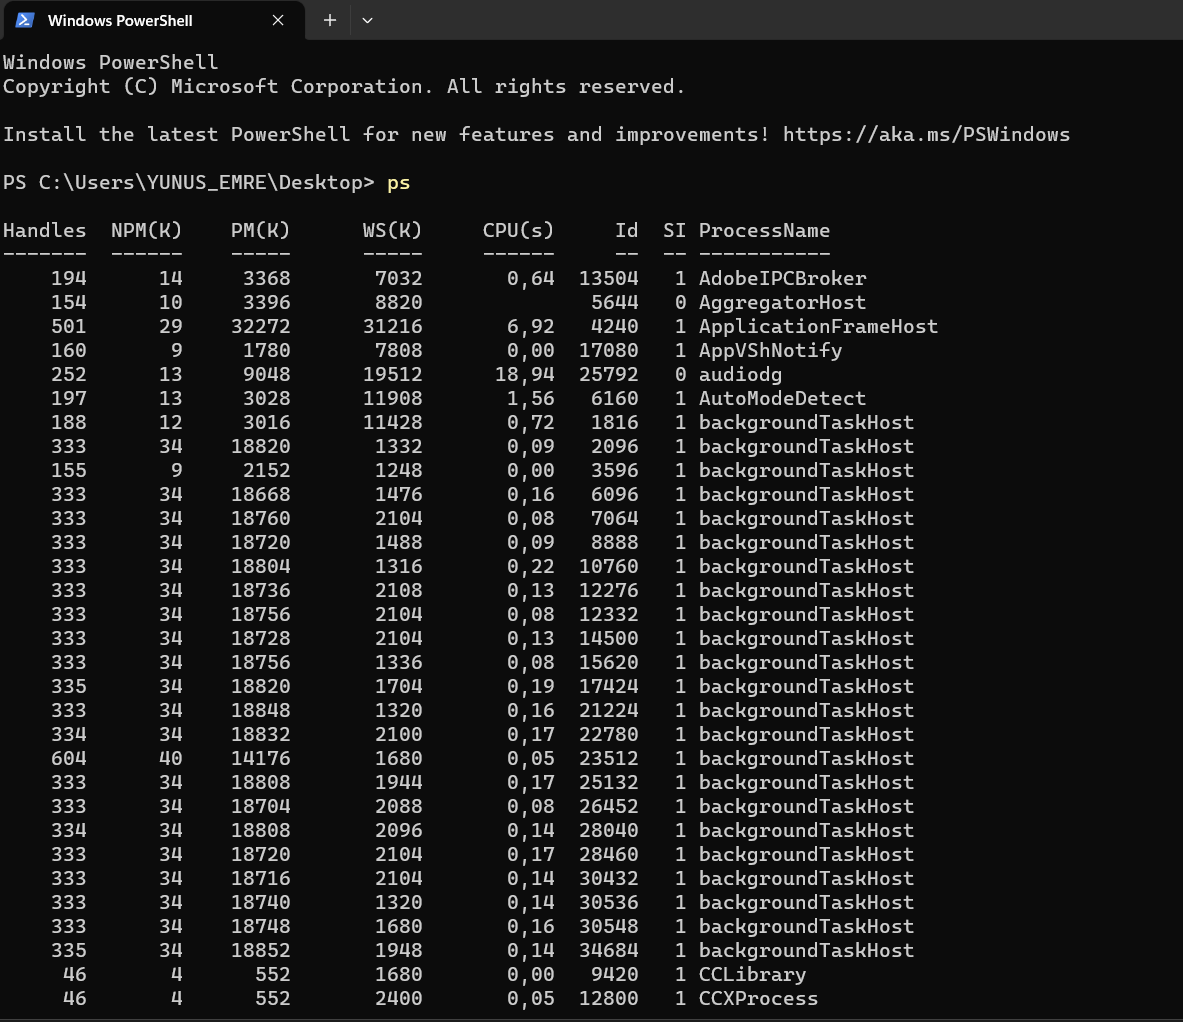 Windows PowerShell
Windows PowerShell
Copyright (C) Microsoft Corporation. All rights reserved.
Install the latest PowerShell for new features and improvements! https://aka.ms/PSWindows
PS C:\Users\YUNUS_EMRE\Desktop> ps
Handles  NPM(K)    PM(K)      WS(K)     CPU(s)     Id  SI ProcessName
-------  ------    -----      -----     ------     --  -- -----------
    194      14     3368       7032       0,64  13504   1 AdobeIPCBroker
    154      10     3396       8820              5644   0 AggregatorHost
    501      29    32272      31216       6,92   4240   1 ApplicationFrameHost
    160       9     1780       7808       0,00  17080   1 AppVShNotify
    252      13     9048      19512      18,94  25792   0 audiodg
    197      13     3028      11908       1,56   6160   1 AutoModeDetect
    188      12     3016      11428       0,72   1816   1 backgroundTaskHost
    333      34    18820       1332       0,09   2096   1 backgroundTaskHost
    155       9     2152       1248       0,00   3596   1 backgroundTaskHost
    333      34    18668       1476       0,16   6096   1 backgroundTaskHost
    333      34    18760       2104       0,08   7064   1 backgroundTaskHost
    333      34    18720       1488       0,09   8888   1 backgroundTaskHost
    333      34    18804       1316       0,22  10760   1 backgroundTaskHost
    333      34    18736       2108       0,13  12276   1 backgroundTaskHost
    333      34    18756       2104       0,08  12332   1 backgroundTaskHost
    333      34    18728       2104       0,13  14500   1 backgroundTaskHost
    333      34    18756       1336       0,08  15620   1 backgroundTaskHost
    335      34    18820       1704       0,19  17424   1 backgroundTaskHost
    333      34    18848       1320       0,16  21224   1 backgroundTaskHost
    334      34    18832       2100       0,17  22780   1 backgroundTaskHost
    604      40    14176       1680       0,05  23512   1 backgroundTaskHost
    333      34    18808       1944       0,17  25132   1 backgroundTaskHost
    333      34    18704       2088       0,08  26452   1 backgroundTaskHost
    334      34    18808       2096       0,14  28040   1 backgroundTaskHost
    333      34    18720       2104       0,17  28460   1 backgroundTaskHost
    333      34    18716       2104       0,14  30432   1 backgroundTaskHost
    333      34    18740       1320       0,14  30536   1 backgroundTaskHost
    333      34    18748       1680       0,16  30548   1 backgroundTaskHost
    335      34    18852       1948       0,14  34684   1 backgroundTaskHost
     46       4      552       1680       0,00   9420   1 CCLibrary
     46       4      552       2400       0,05  12800   1 CCXProcess